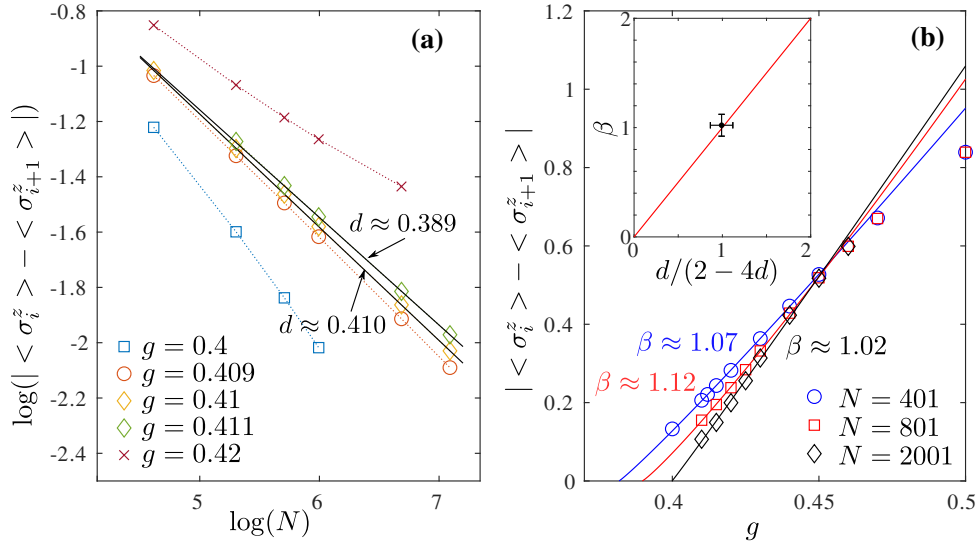 (a)
log(| < σ_i^z > − < σ_{i+1}^z > |)
-0.8
-1
-1.2
-1.4
-1.6
-1.8
-2
-2.2
-2.4
d ≈ 0.389
d ≈ 0.410
g = 0.4
g = 0.409
g = 0.41
g = 0.411
g = 0.42
5
6
7
log(N)
(b)
| < σ_i^z > − < σ_{i+1}^z > |
1.2
1
0.8
0.6
0.4
0.2
0
β
2
1
0
0
1
2
d/(2 − 4d)
β ≈ 1.07
β ≈ 1.02
β ≈ 1.12
N = 401
N = 801
N = 2001
0.4
0.45
0.5
g